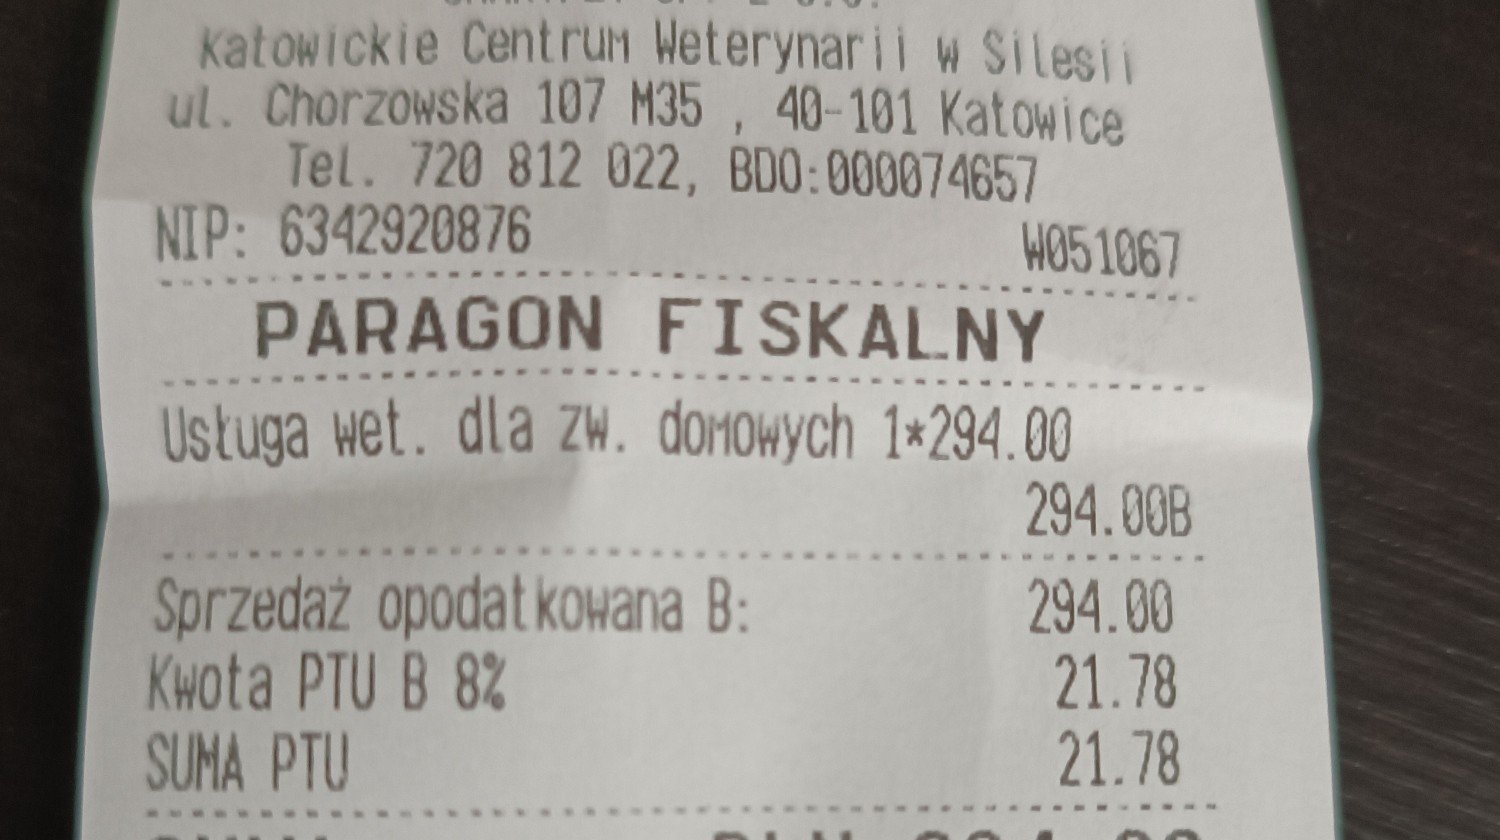 Katowickie Centrum Weterynarii w Silesii
ul. Chorzowska 107 M35 , 40-101 Katowice
Tel. 720 812 022, BDO:000074657
NIP: 6342920876 W051067
PARAGON FISKALNY
Usługa wet. dla zw. domowych 1*294.00
294.00B
Sprzedaż opodatkowana B: 294.00
Kwota PTU B 8% 21.78
SUMA PTU 21.78